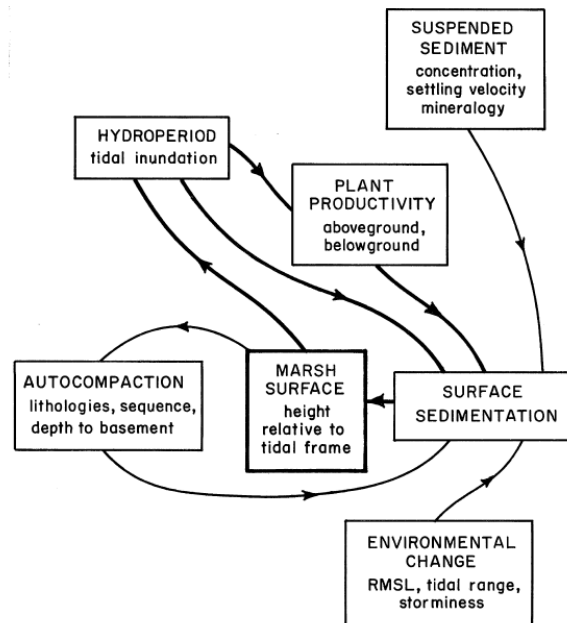 SUSPENDED
SEDIMENT
concentration,
settling velocity
mineralogy
HYDROPERIOD
tidal inundation
PLANT
PRODUCTIVITY
aboveground,
belowground
AUTOCOMPACTION
lithologies, sequence,
depth to basement
MARSH
SURFACE
height
relative to
tidal frame
SURFACE
SEDIMENTATION
ENVIRONMENTAL
CHANGE
RMSL, tidal range,
storminess